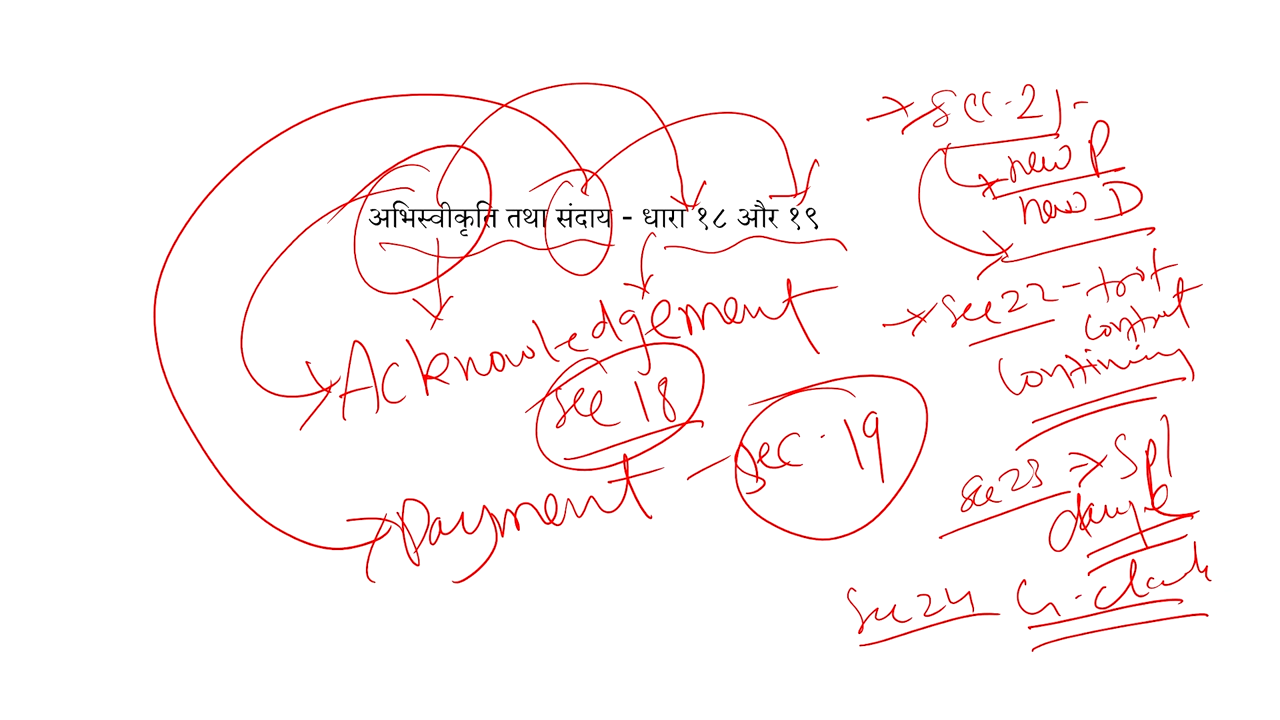 अभिस्वीकृति तथा संदाय - धारा १८ और १९
Acknowledgement
sec 18
Payment - sec. 19
sec. 21 -
new P
new D
sec 22 - tort
contract
continuing
sec 23 → spl
damage
sec 24